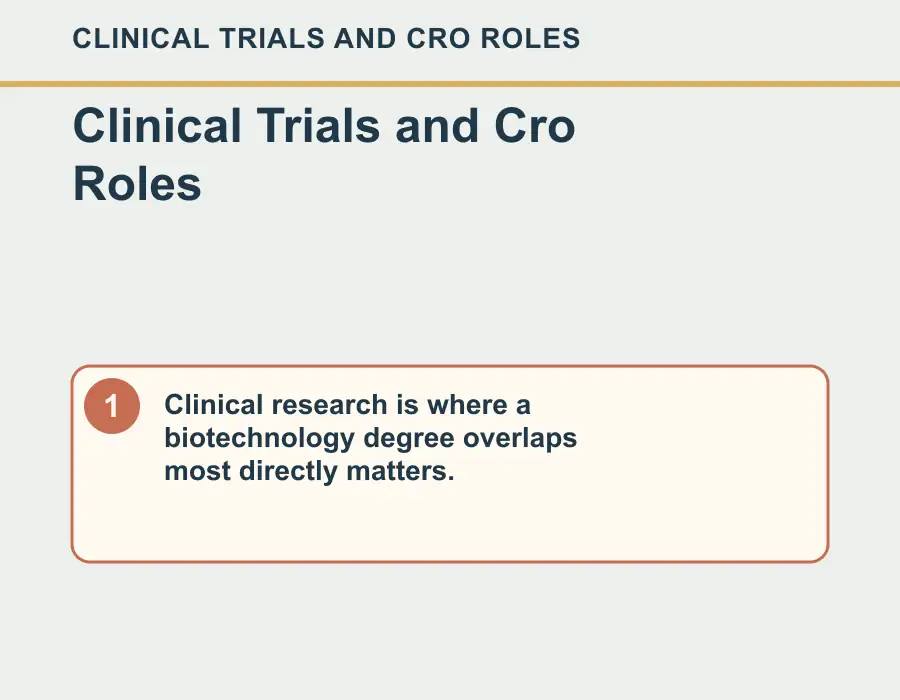 CLINICAL TRIALS AND CRO ROLES
Clinical Trials and Cro
Roles
1
Clinical research is where a
biotechnology degree overlaps
most directly matters.